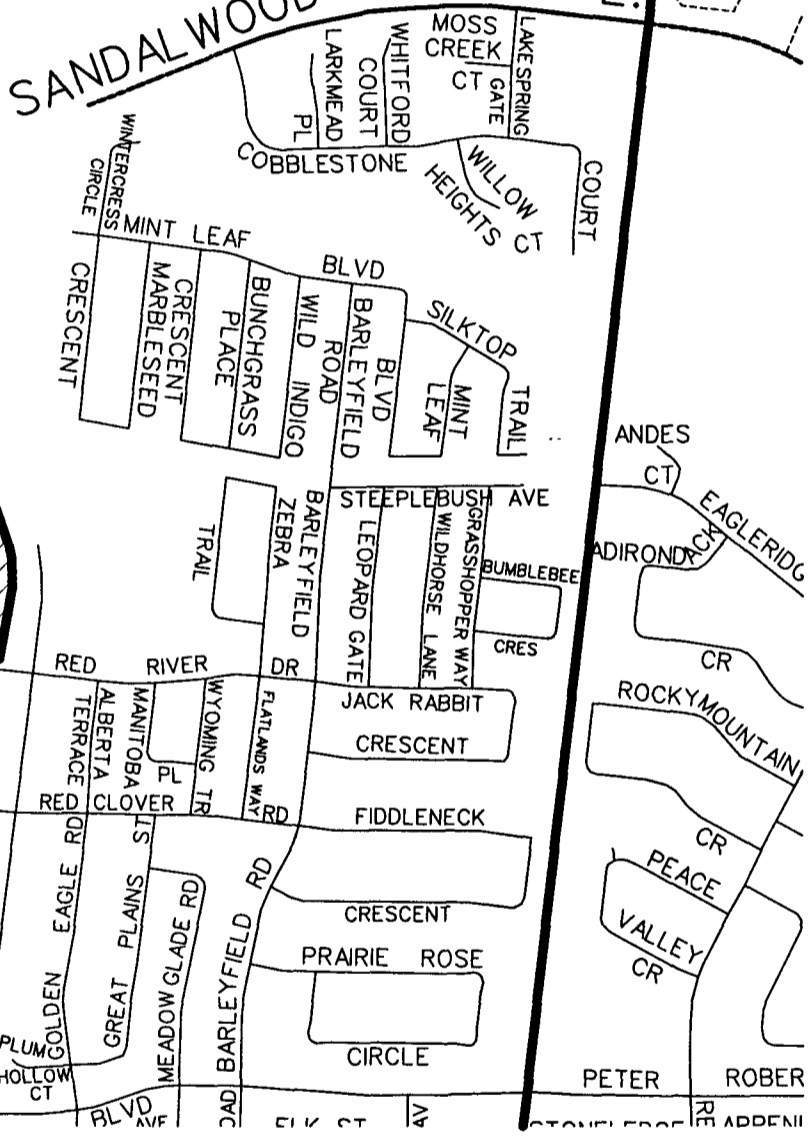 SANDALWOOD
MOSS
CREEK
CT
LAKESPRING
GATE
WHITFORD
COURT
LARKMEAD
PL
COBBLESTONE
COURT
WILLOW
HEIGHTS CT
WINTERCRESS
CIRCLE
MINT LEAF
BLVD
CRESCENT
MARBLESEED
CRESCENT
BUNCHGRASS
PLACE
WILD INDIGO
ROAD
BARLEYFIELD
BLVD
MINT
LEAF
SILKTOP
TRAIL
ANDES
CT
EAGLERIDG
STEEPLEBUSH AVE
TRAIL
ZEBRA
BARLEYFIELD
LEOPARD GATE
WILDHORSE LANE
GRASSHOPPER WAY
BUMBLEBEE
CRES
ADIRONDACK
CR
RED RIVER DR
JACK RABBIT
CRESCENT
ROCKYMOUNTAIN
CR
TERRACE
ALBERTA
MANITOBA
PL
WYOMING TR
FLATLANDS WAY
RED CLOVER RD
FIDDLENECK
CRESCENT
PEACE
VALLEY
CR
GOLDEN EAGLE RD
GREAT PLAINS ST
MEADOWGLADE RD
BARLEYFIELD RD
PRAIRIE ROSE
CIRCLE
PLUM
HOLLOW
CT
PETER ROBER
BLVD
AVE
OAD
ELK CT
AV